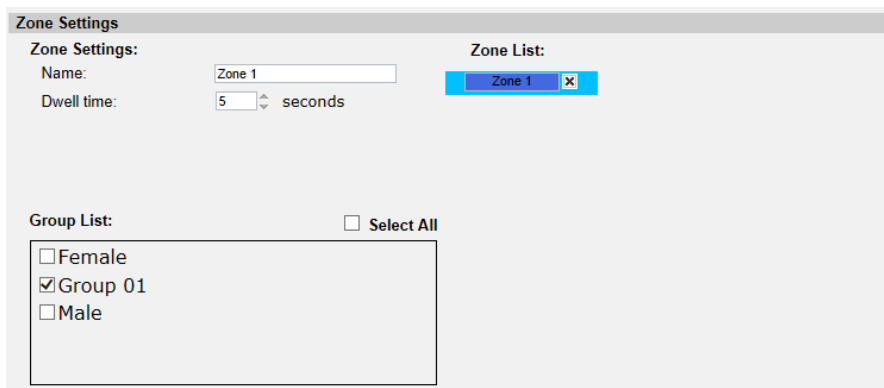 Zone Settings
Zone Settings:
Zone List:
Name:
Zone 1
Zone 1
Dwell time:
5
seconds
Group List:
Select All
Female
Group 01
Male